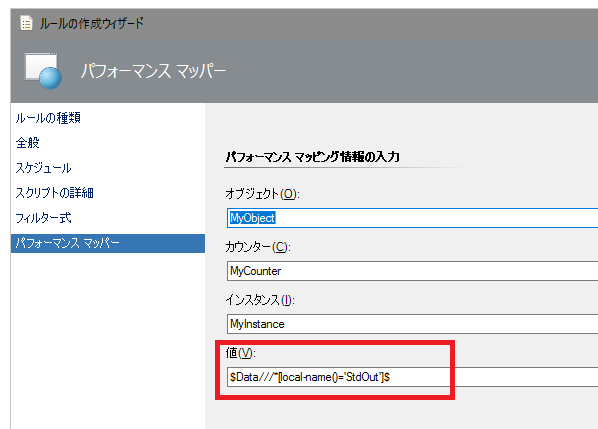 ルールの作成ウィザード
パフォーマンス マッパー
ルールの種類
全般
スケジュール
スクリプトの詳細
フィルター式
パフォーマンス マッパー
パフォーマンス マッピング情報の入力
オブジェクト(O):
MyObject
カウンター(C):
MyCounter
インスタンス(I):
MyInstance
値(V):
$Data///*[local-name()='StdOut']$